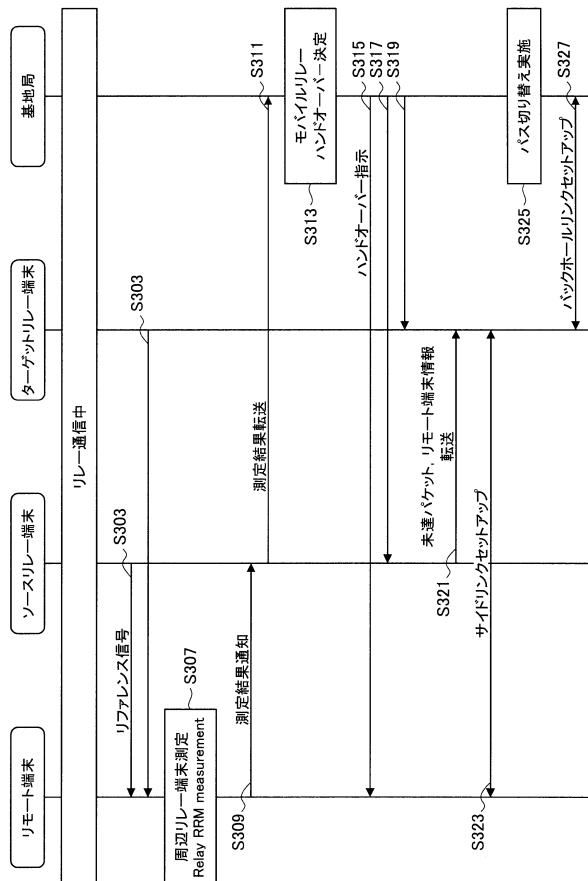 リモート端末
ソースリレー端末
ターゲットリレー端末
基地局
リレー通信中
リファレンス信号
S303
S303
周辺リレー端末測定
Relay RRM measurement
S307
測定結果通知
S309
測定結果転送
S311
モバイルリレー
ハンドオーバー決定
S313
ハンドオーバー指示
S315
S317
S319
未達パケット, リモート端末情報
転送
S321
サイドリンクセットアップ
S323
パス切り替え実施
S325
バックホールリンクセットアップ
S327